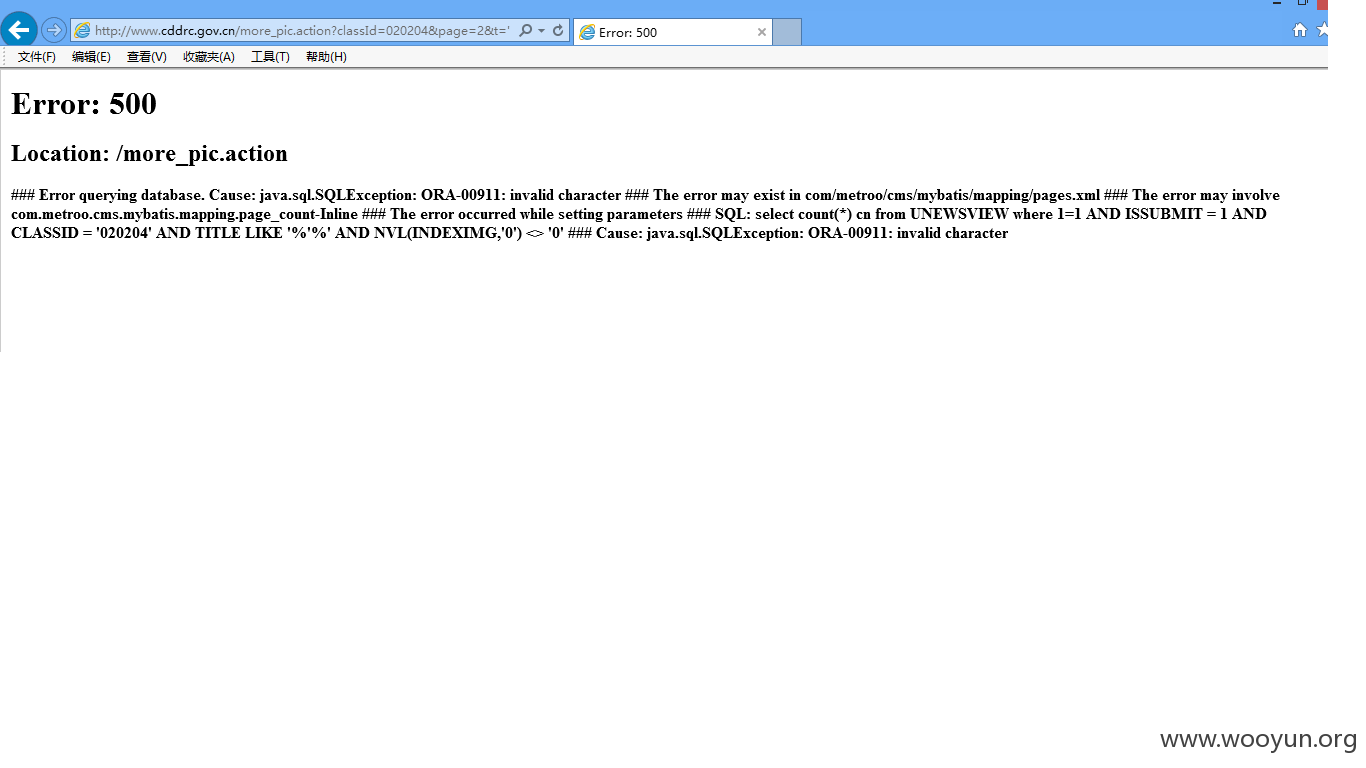 http://www.cddrc.gov.cn/more_pic.action?classId=020204&page=2&t='
Error: 500
文件(F) 编辑(E) 查看(V) 收藏夹(A) 工具(T) 帮助(H)
Error: 500
Location: /more_pic.action
### Error querying database. Cause: java.sql.SQLException: ORA-00911: invalid character ### The error may exist in com/metroo/cms/mybatis/mapping/pages.xml ### The error may involve
com.metroo.cms.mybatis.mapping.page_count-Inline ### The error occurred while setting parameters ### SQL: select count(*) cn from UNEWSVIEW where 1=1 AND ISSUBMIT = 1 AND
CLASSID = '020204' AND TITLE LIKE '%'%' AND NVL(INDEXIMG,'0') <> '0' ### Cause: java.sql.SQLException: ORA-00911: invalid character
www.wooyun.org